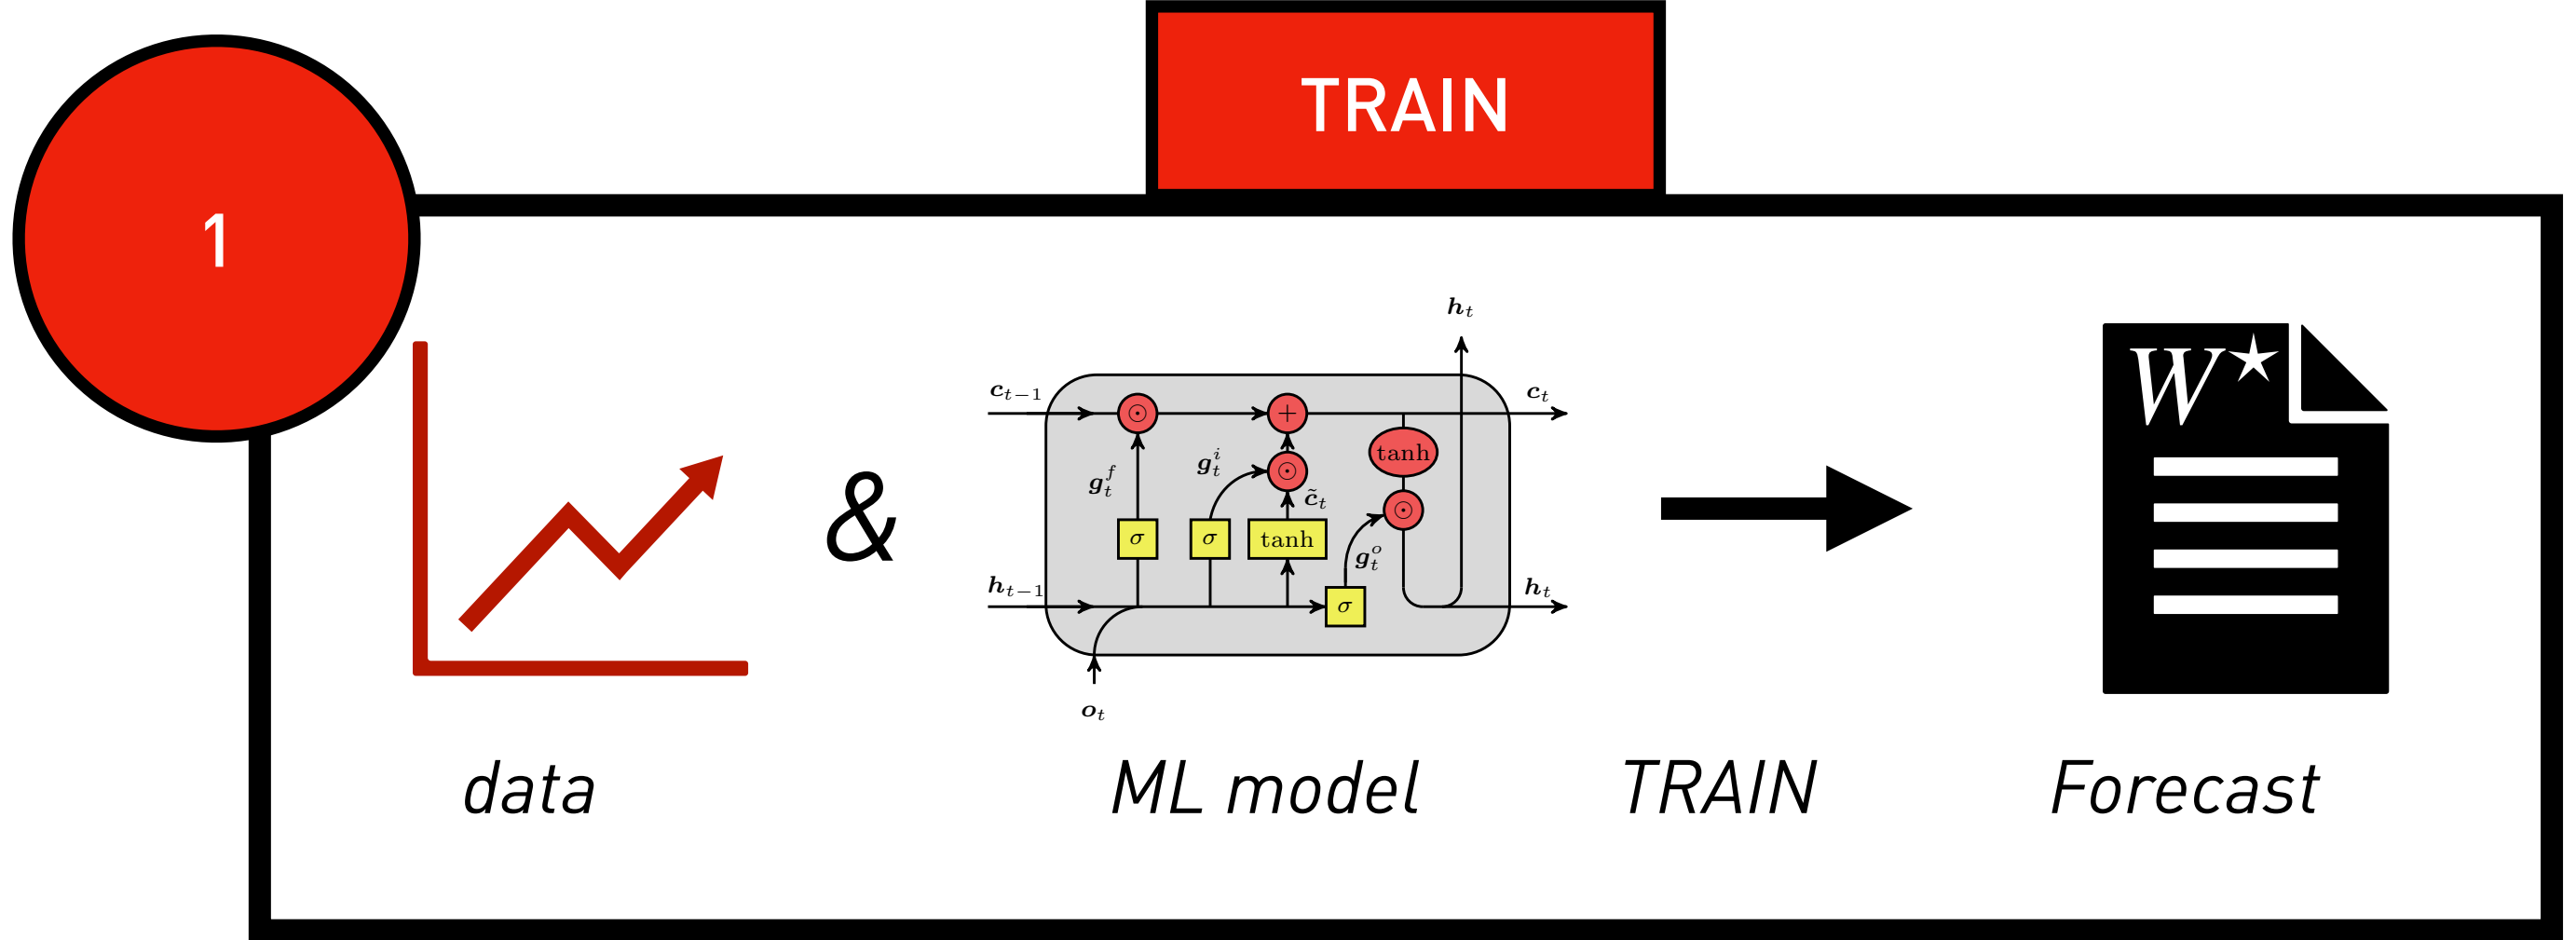 TRAIN
1
h_t
c_{t-1}
⊙
+
c_t
tanh
g_t^f
g_t^i
⊙
c̃_t
⊙
σ
σ
tanh
g_t^o
h_{t-1}
σ
h_t
o_t
&
W★
data
ML model
TRAIN
Forecast